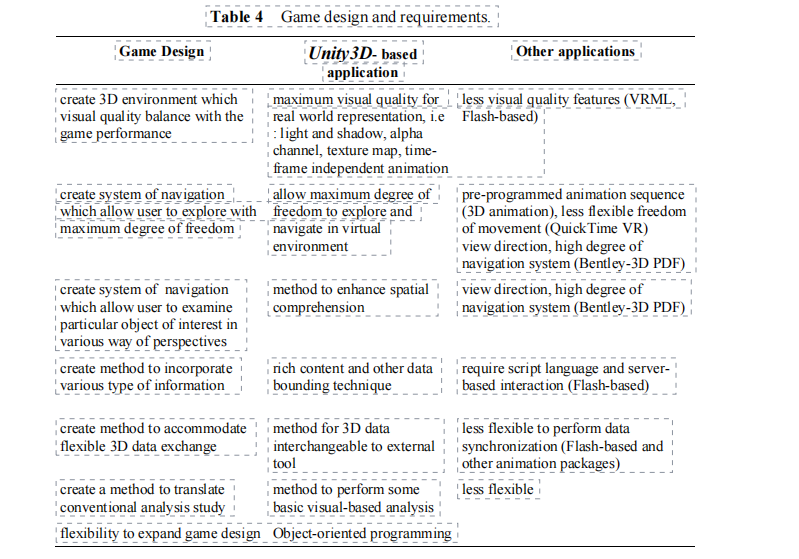 Table 4 Game design and requirements.
Game Design
Unity3D- based
application
Other applications
create 3D environment which
visual quality balance with the
game performance
maximum visual quality for
real world representation, i.e
: light and shadow, alpha
channel, texture map, time-
frame independent animation
less visual quality features (VRML,
Flash-based)
create system of navigation
which allow user to explore with
maximum degree of freedom
allow maximum degree of
freedom to explore and
navigate in virtual
environment
pre-programmed animation sequence
(3D animation), less flexible freedom
of movement (QuickTime VR)
view direction, high degree of
navigation system (Bentley-3D PDF)
create system of navigation
which allow user to examine
particular object of interest in
various way of perspectives
method to enhance spatial
comprehension
view direction, high degree of
navigation system (Bentley-3D PDF)
create method to incorporate
various type of information
rich content and other data
bounding technique
require script language and server-
based interaction (Flash-based)
create method to accommodate
flexible 3D data exchange
method for 3D data
interchangeable to external
tool
less flexible to perform data
synchronization (Flash-based and
other animation packages)
create a method to translate
conventional analysis study
method to perform some
basic visual-based analysis
less flexible
flexibility to expand game design
Object-oriented programming